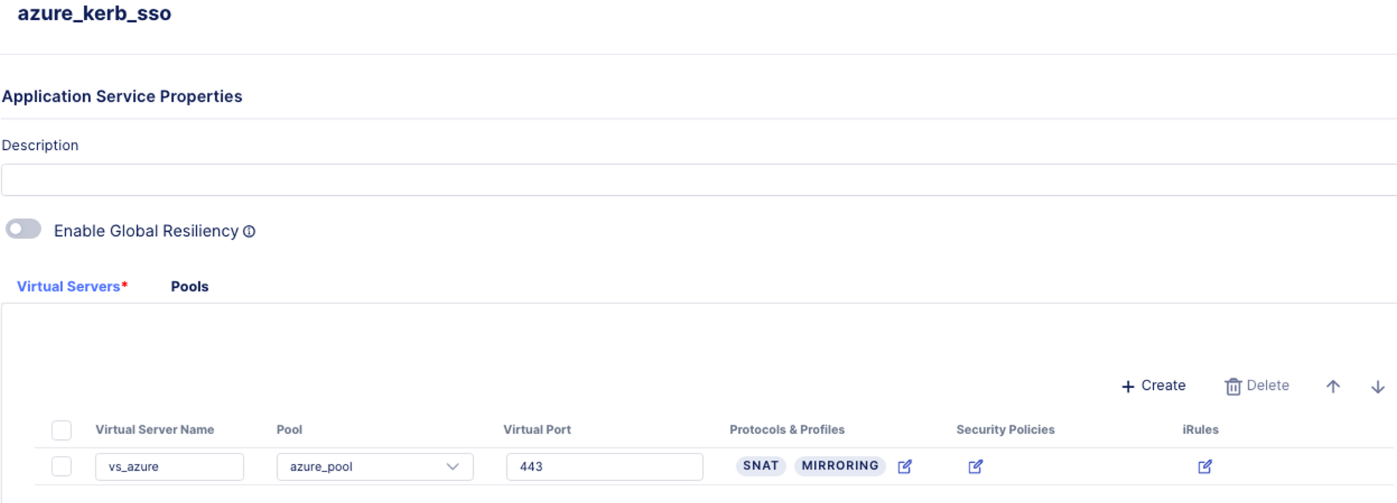 azure_kerb_sso
Application Service Properties
Description
Enable Global Resiliency
Virtual Servers* Pools
Create Delete
Virtual Server Name Pool Virtual Port Protocols & Profiles Security Policies iRules
vs_azure azure_pool 443 SNAT MIRRORING